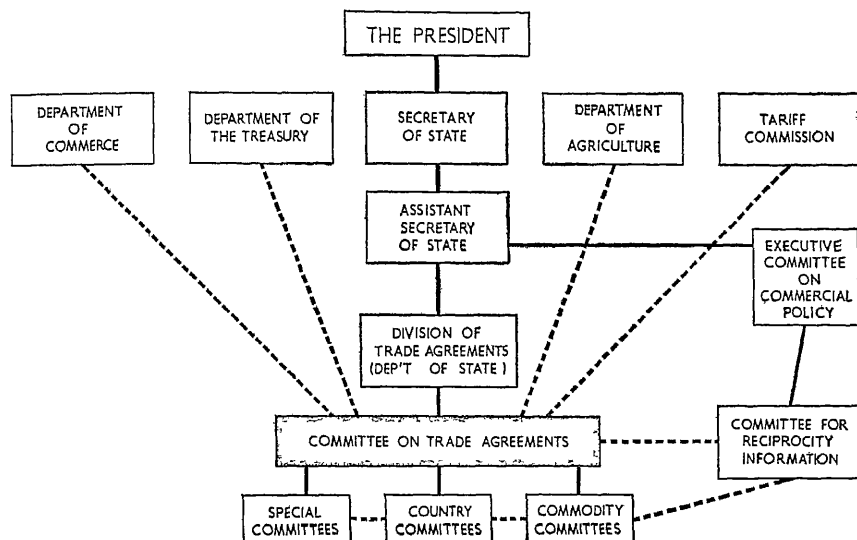 THE PRESIDENT
DEPARTMENT
OF
COMMERCE
DEPARTMENT OF
THE TREASURY
SECRETARY
OF STATE
DEPARTMENT
OF
AGRICULTURE
TARIFF
COMMISSION
ASSISTANT
SECRETARY
OF STATE
EXECUTIVE
COMMITTEE
ON
COMMERCIAL
POLICY
DIVISION OF
TRADE AGREEMENTS
(DEP'T OF STATE)
COMMITTEE ON TRADE AGREEMENTS
COMMITTEE FOR
RECIPROCITY
INFORMATION
SPECIAL
COMMITTEES
COUNTRY
COMMITTEES
COMMODITY
COMMITTEES